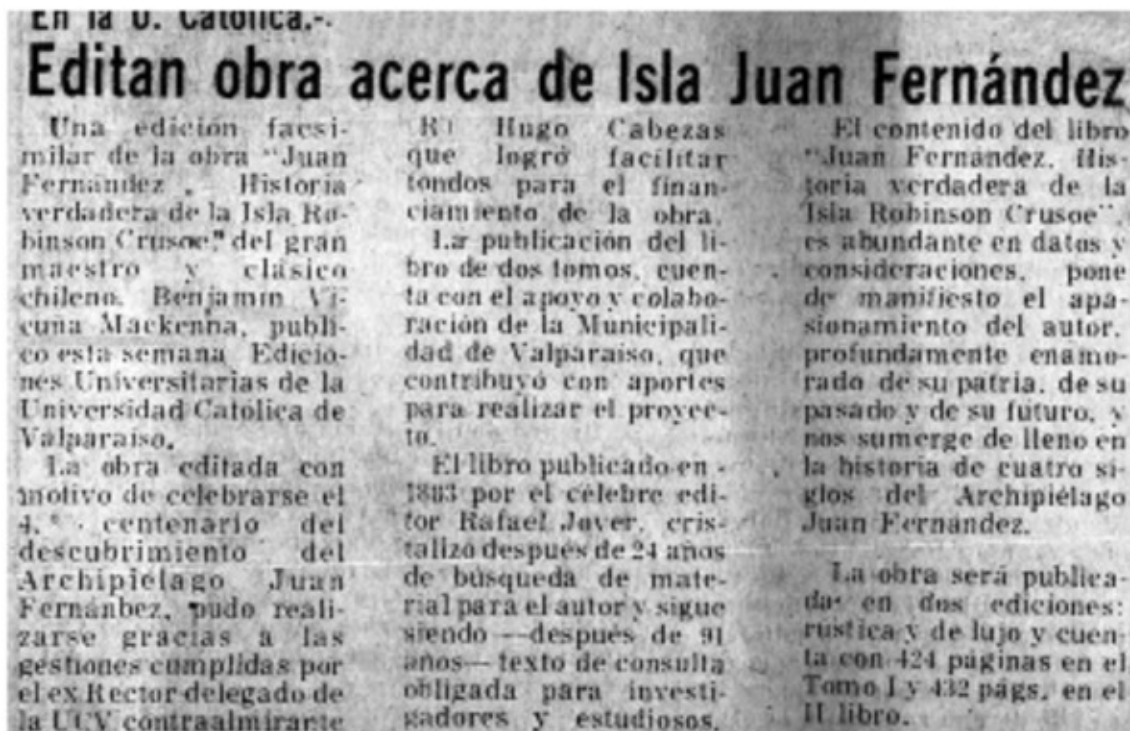 En la U. Católica.-
Editan obra acerca de Isla Juan Fernández
Una edición facsi-
milar de la obra "Juan
Fernández . - Historia
verdadera de la Isla Ro-
binson Crusoe" del gran
maestro y clásico
chileno, Benjamín Vi-
cuña Mackenna, publi-
có esta semana Edicio-
nes Universitarias de la
Universidad Católica de
Valparaíso.
La obra editada con
motivo de celebrarse el
4.° centenario del
descubrimiento del
Archipiélago Juan
Fernánbez, pudo reali-
zarse gracias a las
gestiones cumplidas por
el ex Rector delegado de
la UCV contraalmirante
Hugo Cabezas
que logró facilitar
fondos para el finan-
ciamiento de la obra.
La publicación del li-
bro de dos tomos, cuen-
ta con el apoyo y colabo-
ración de la Municipali-
dad de Valparaíso, que
contribuyó con aportes
para realizar el proyec-
to.
El libro publicado en
1883 por el célebre edi-
tor Rafael Jover, cris-
talizó después de 24 años
de búsqueda de mate-
rial para el autor y sigue
siendo —después de 91
años— texto de consulta
obligada para investi-
gadores y estudiosos.
El contenido del libro
"Juan Fernández. His-
toria verdadera de la
Isla Robinson Crusoe",
es abundante en datos y
consideraciones, pone
de manifiesto el apa-
sionamiento del autor,
profundamente enamo-
rado de su patria, de su
pasado y de su futuro, y
nos sumerge de lleno en
la historia de cuatro si-
glos del Archipiélago
Juan Fernández.
La obra será publica-
da en dos ediciones:
rústica y de lujo y cuen-
ta con 424 páginas en el
Tomo I y 432 págs. en el
II libro.